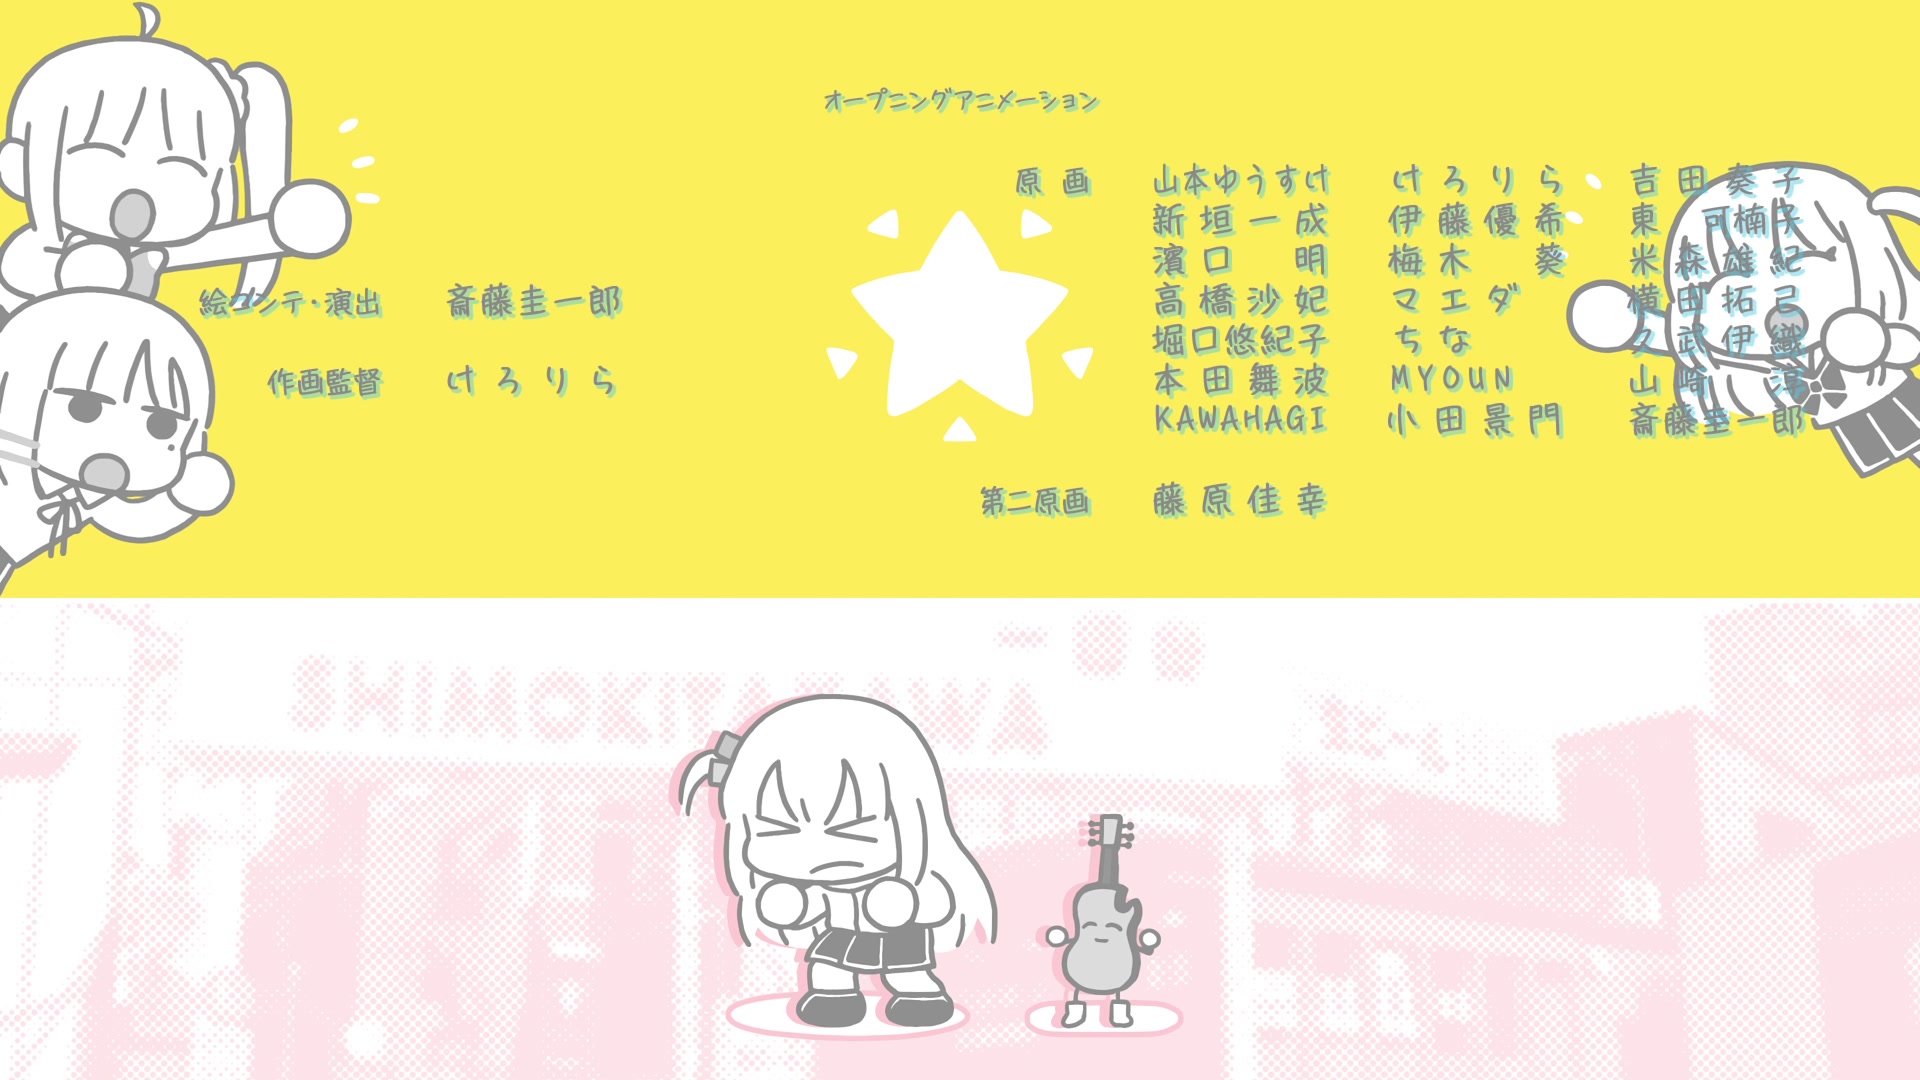 オープニングアニメーション
絵コンテ・演出 斎藤圭一郎
作画監督 けろりら
原画 山本ゆうすけ けろりら 吉田奏子
新垣一成 伊藤優希 東 可楠子
濱口 明 梅木 葵 米森雄紀
高橋沙妃 マエダ 横田拓己
堀口悠紀子 ちな 久武伊織
本田舞波 MYOUN 山崎 淳
KAWAHAGI 小田景門 斎藤圭一郎
第二原画 藤原佳幸
SHIMOKITAZAWA